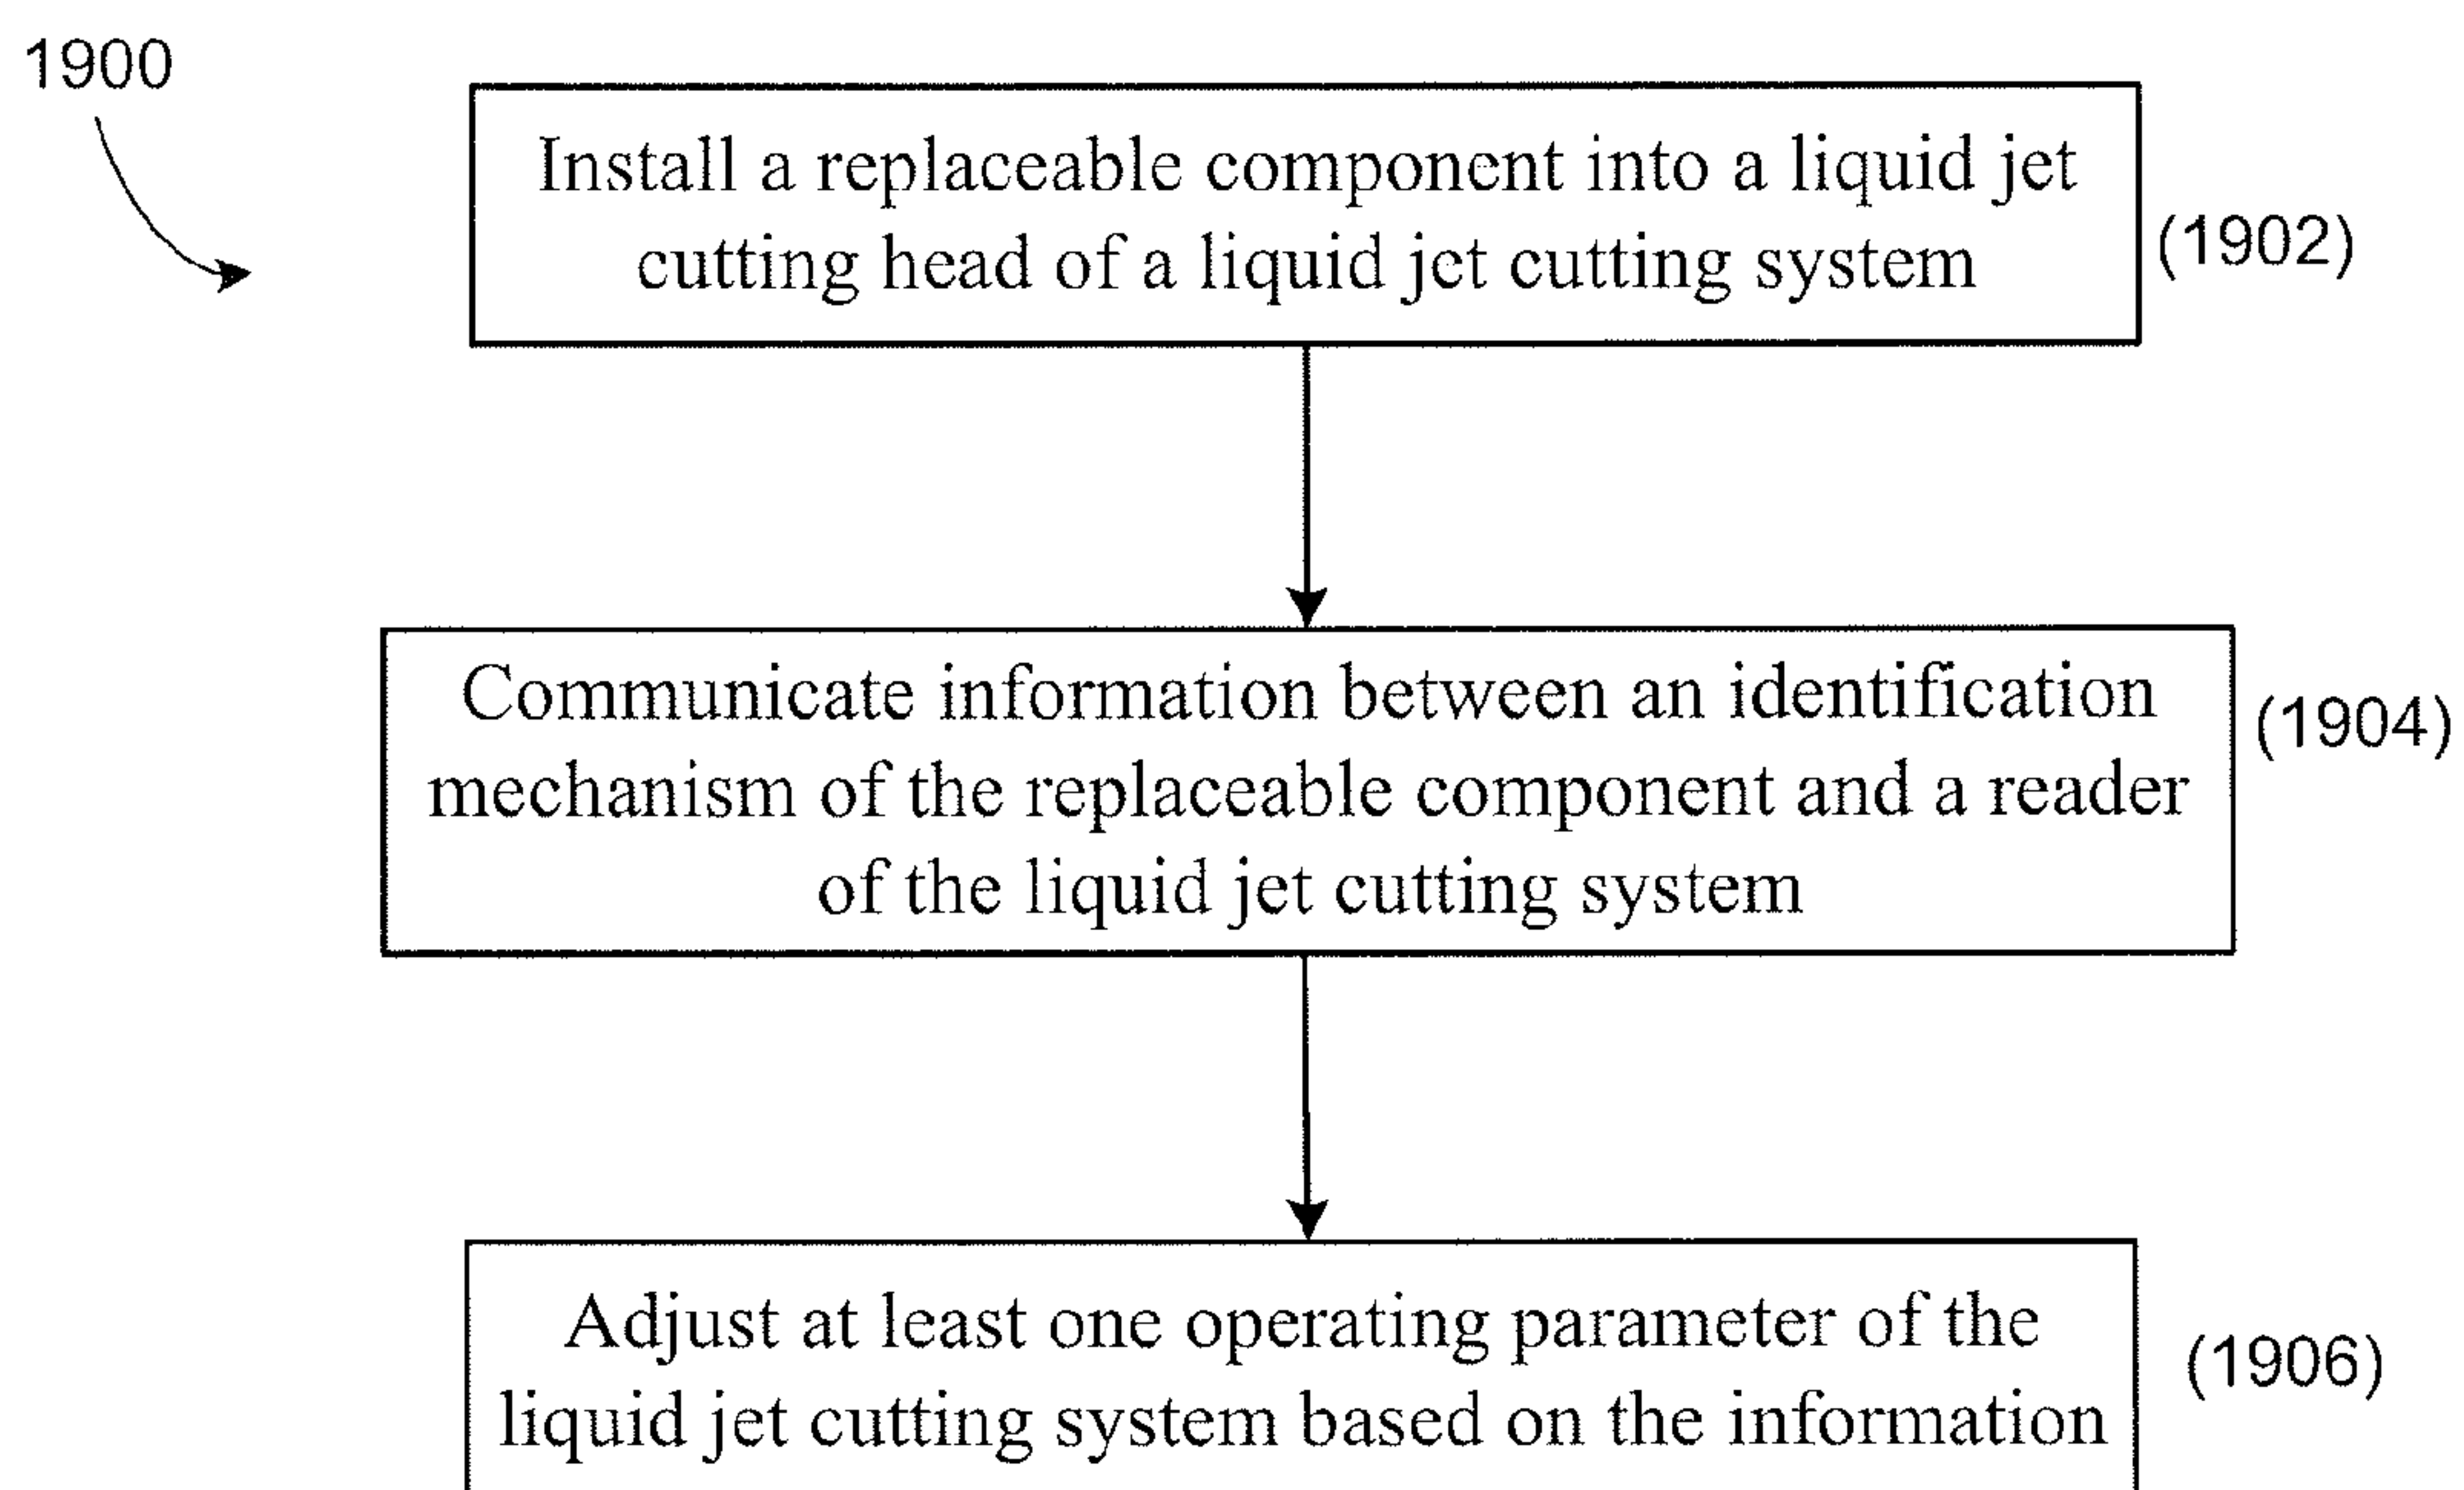 1900
Install a replaceable component into a liquid jet
cutting head of a liquid jet cutting system
(1902)
Communicate information between an identification
mechanism of the replaceable component and a reader
of the liquid jet cutting system
(1904)
Adjust at least one operating parameter of the
liquid jet cutting system based on the information
(1906)